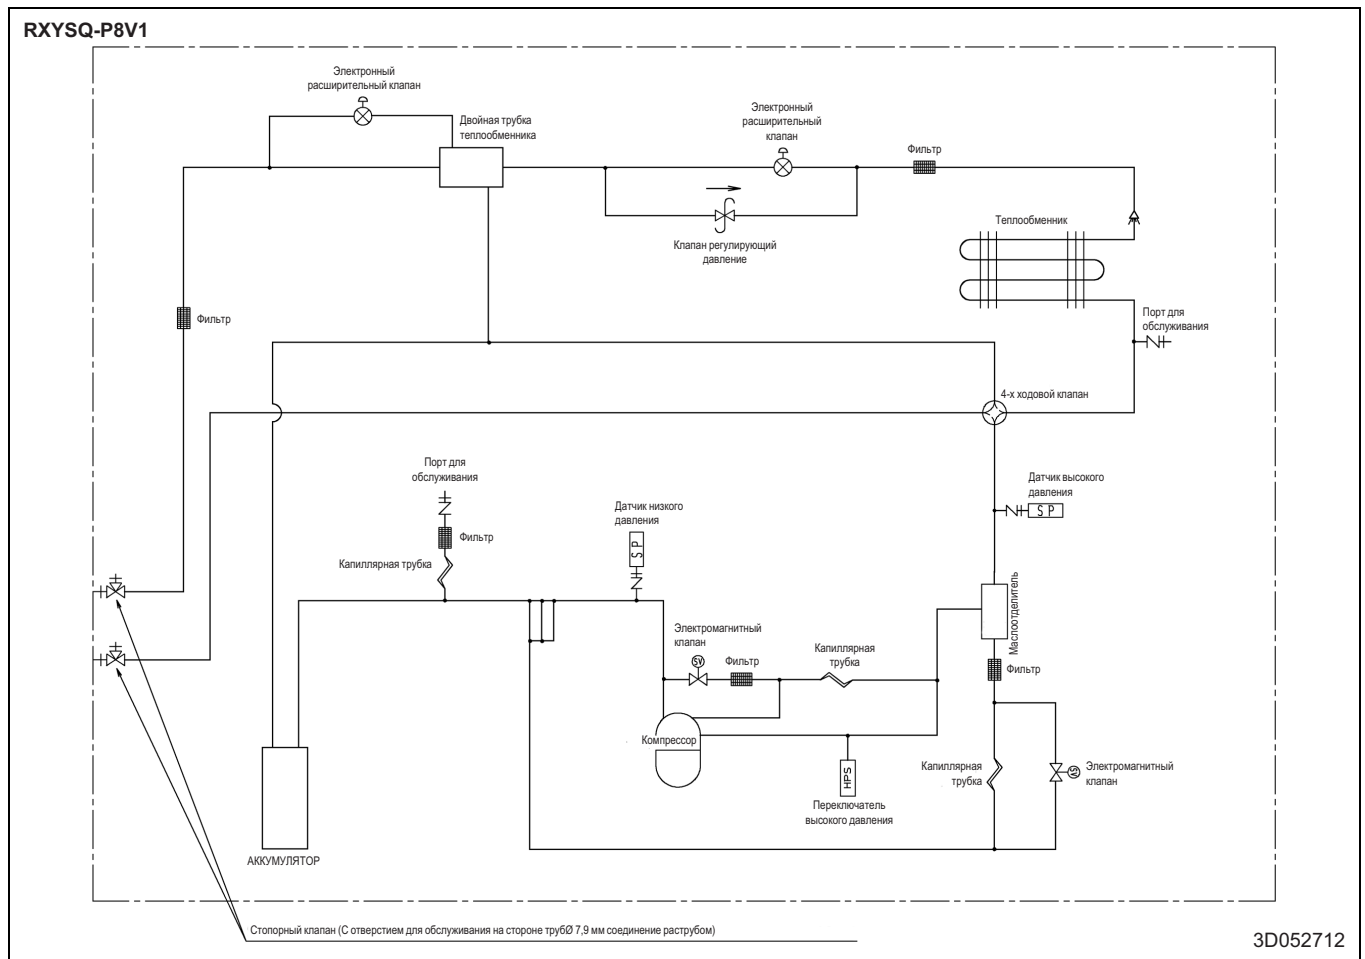 RXYSQ-P8V1
Электронный
расширительный клапан
Двойная трубка
теплообменника
Электронный
расширительный
клапан
Фильтр
Клапан регулирующий
давление
Теплообменник
Фильтр
Порт для
обслуживания
4-х ходовой клапан
Порт для
обслуживания
Фильтр
Капиллярная трубка
Датчик низкого
давления
S P
Датчик высокого
давления
S P
Маслоотделитель
Электромагнитный
клапан
SV
Фильтр
Капиллярная
трубка
Фильтр
Компрессор
HPS
Переключатель
высокого давления
Капиллярная
трубка
SV
Электромагнитный
клапан
АККУМУЛЯТОР
Стопорный клапан (С отверстием для обслуживания на стороне трубØ 7,9 мм соединение раструбом)
3D052712